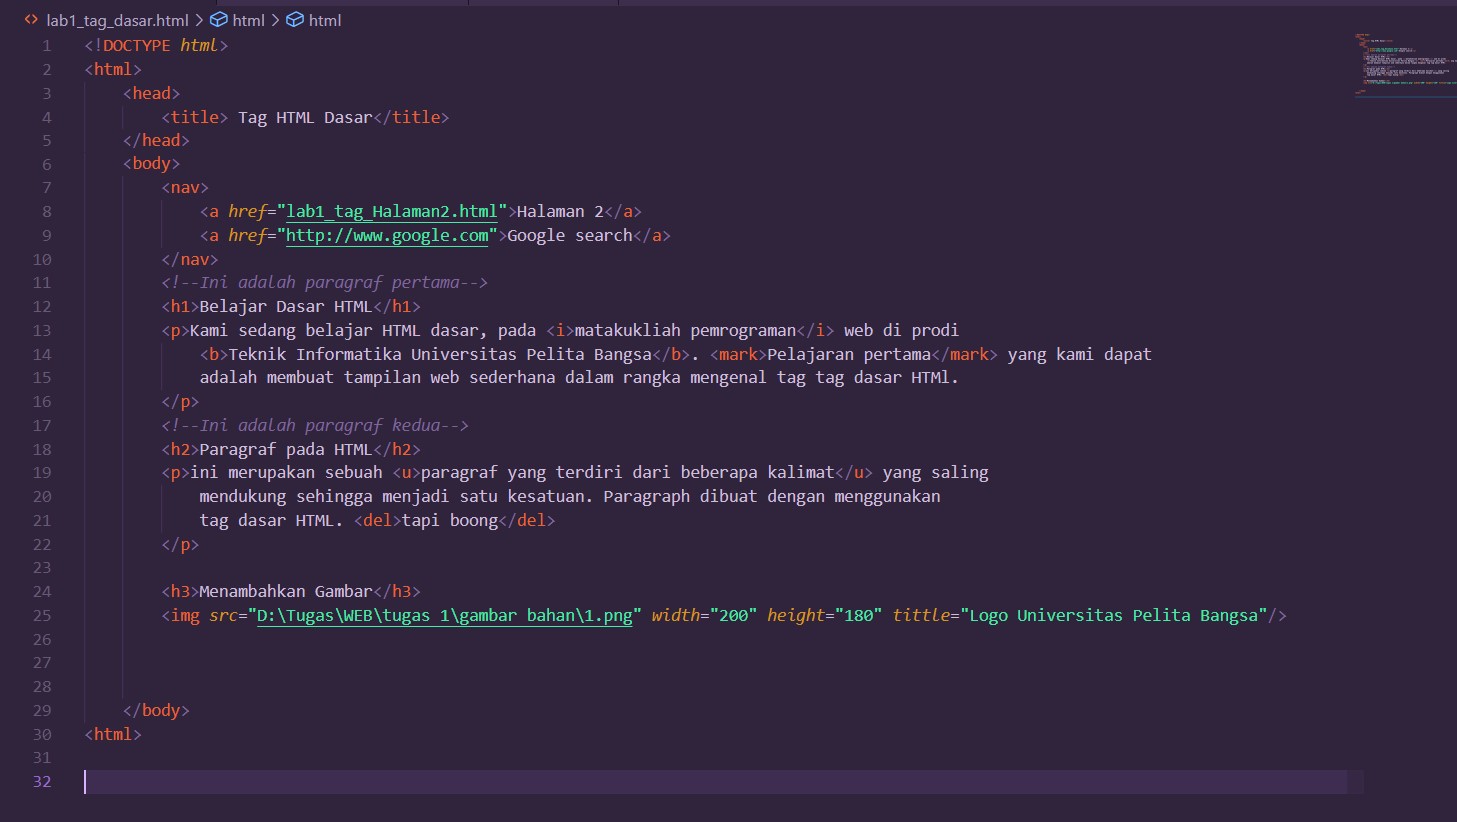 lab1_tag_dasar.html > html > html
1 <!DOCTYPE html>
2 <html>
3 <head>
4 <title> Tag HTML Dasar</title>
5 </head>
6 <body>
7 <nav>
8 <a href="lab1_tag_Halaman2.html">Halaman 2</a>
9 <a href="http://www.google.com">Google search</a>
10 </nav>
11 <!--Ini adalah paragraf pertama-->
12 <h1>Belajar Dasar HTML</h1>
13 <p>Kami sedang belajar HTML dasar, pada <i>matakukliah pemrograman</i> web di prodi
14 <b>Teknik Informatika Universitas Pelita Bangsa</b>. <mark>Pelajaran pertama</mark> yang kami dapat
15 adalah membuat tampilan web sederhana dalam rangka mengenal tag tag dasar HTMl.
16 </p>
17 <!--Ini adalah paragraf kedua-->
18 <h2>Paragraf pada HTML</h2>
19 <p>ini merupakan sebuah <u>paragraf yang terdiri dari beberapa kalimat</u> yang saling
20 mendukung sehingga menjadi satu kesatuan. Paragraph dibuat dengan menggunakan
21 tag dasar HTML. <del>tapi boong</del>
22 </p>
23
24 <h3>Menambahkan Gambar</h3>
25 <img src="D:\Tugas\WEB\tugas 1\gambar bahan\1.png" width="200" height="180" tittle="Logo Universitas Pelita Bangsa"/>
26
27
28
29 </body>
30 <html>
31
32